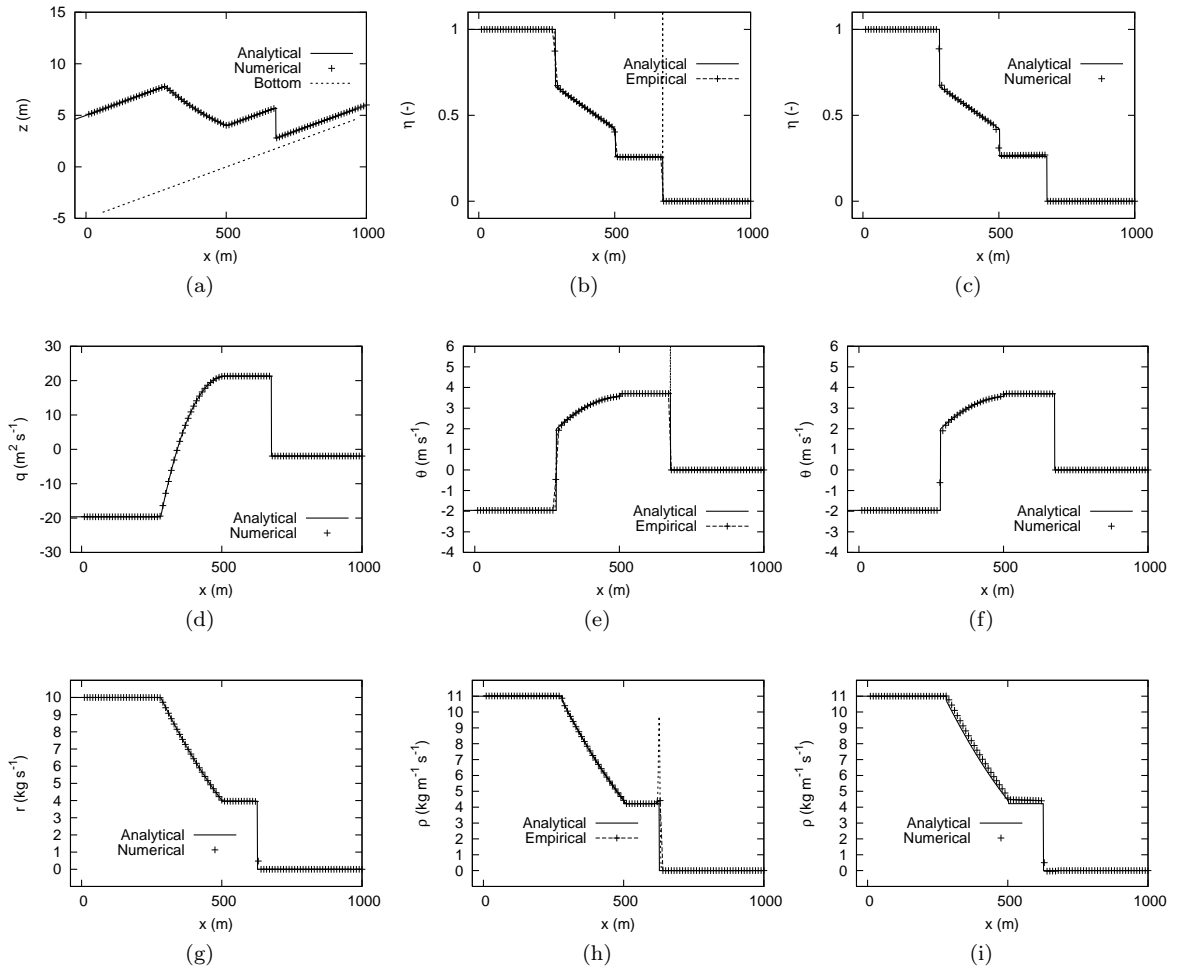 15
10
5
0
-5
z (m)
Analytical
Numerical
Bottom
0 500 1000
x (m)
(a)
1
0.5
0
η (-)
Analytical
Empirical
0 500 1000
x (m)
(b)
1
0.5
0
η (-)
Analytical
Numerical
0 500 1000
x (m)
(c)
30
20
10
0
-10
-20
-30
q (m² s⁻¹)
Analytical
Numerical
0 500 1000
x (m)
(d)
6
5
4
3
2
1
0
-1
-2
-3
-4
θ (m s⁻¹)
Analytical
Empirical
0 500 1000
x (m)
(e)
6
5
4
3
2
1
0
-1
-2
-3
-4
θ (m s⁻¹)
Analytical
Numerical
0 500 1000
x (m)
(f)
10
9
8
7
6
5
4
3
2
1
0
r (kg s⁻¹)
Analytical
Numerical
0 500 1000
x (m)
(g)
11
10
9
8
7
6
5
4
3
2
1
0
ρ (kg m⁻¹ s⁻¹)
Analytical
Empirical
0 500 1000
x (m)
(h)
11
10
9
8
7
6
5
4
3
2
1
0
ρ (kg m⁻¹ s⁻¹)
Analytical
Numerical
0 500 1000
x (m)
(i)